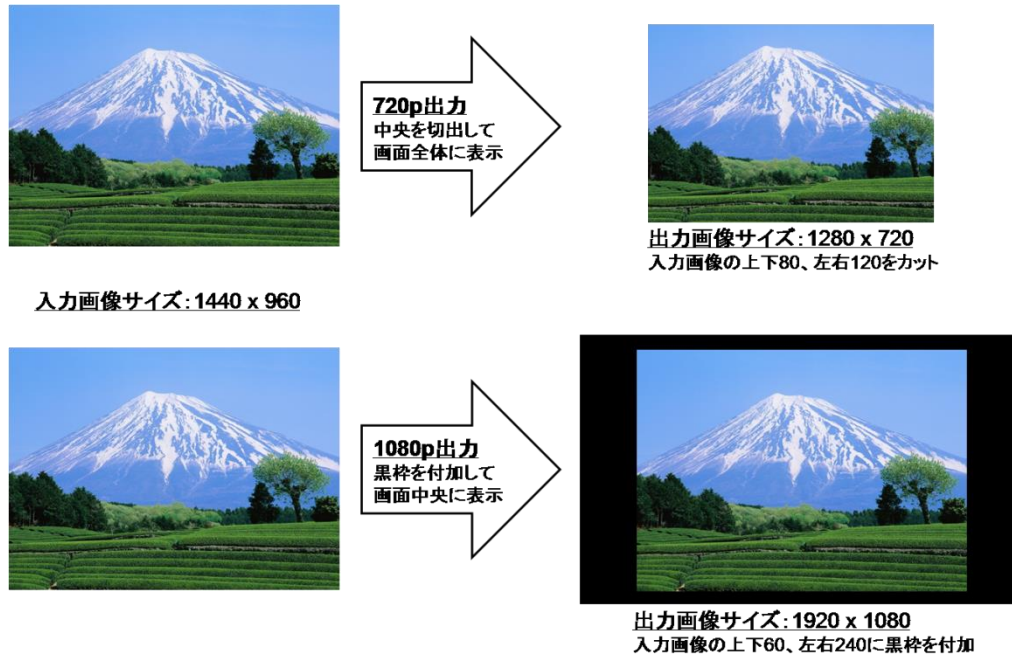 720p出力
中央を切出して
画面全体に表示
出力画像サイズ：1280 x 720
入力画像の上下80、左右120をカット
入力画像サイズ：1440 x 960
1080p出力
黒枠を付加して
画面中央に表示
出力画像サイズ：1920 x 1080
入力画像の上下60、左右240に黒枠を付加